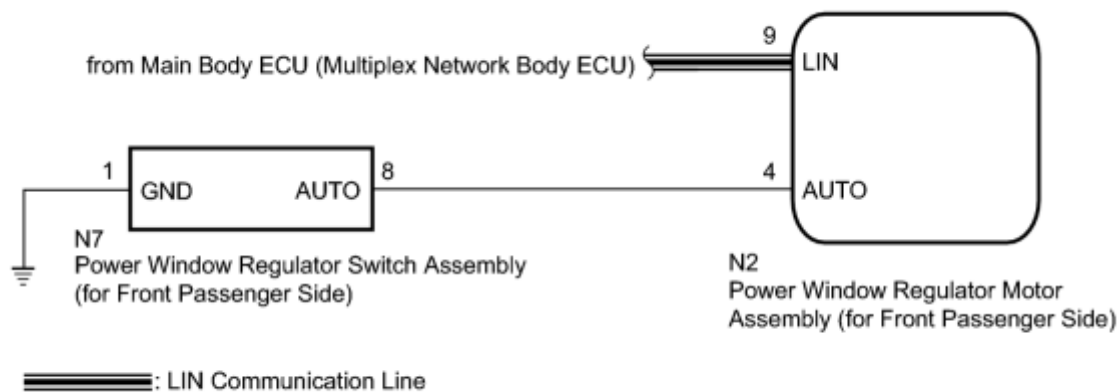 9
from Main Body ECU (Multiplex Network Body ECU)
LIN
1
GND
AUTO
8
4
AUTO
N7
Power Window Regulator Switch Assembly
(for Front Passenger Side)
N2
Power Window Regulator Motor
Assembly (for Front Passenger Side)
: LIN Communication Line